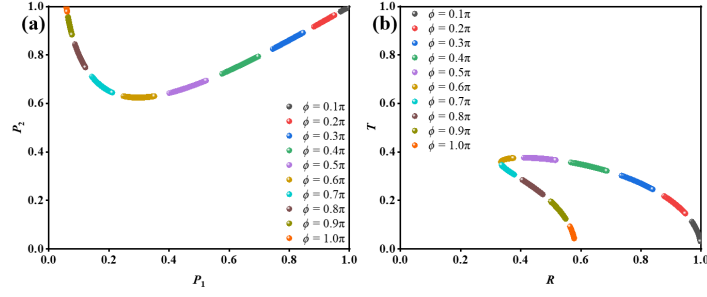 (a)
1.0
0.8
0.6
0.4
0.2
0.0
P2
ϕ = 0.1π
ϕ = 0.2π
ϕ = 0.3π
ϕ = 0.4π
ϕ = 0.5π
ϕ = 0.6π
ϕ = 0.7π
ϕ = 0.8π
ϕ = 0.9π
ϕ = 1.0π
0.0 0.2 0.4 0.6 0.8 1.0
P1
(b)
1.0
0.8
0.6
0.4
0.2
0.0
T
ϕ = 0.1π
ϕ = 0.2π
ϕ = 0.3π
ϕ = 0.4π
ϕ = 0.5π
ϕ = 0.6π
ϕ = 0.7π
ϕ = 0.8π
ϕ = 0.9π
ϕ = 1.0π
0.0 0.2 0.4 0.6 0.8 1.0
R